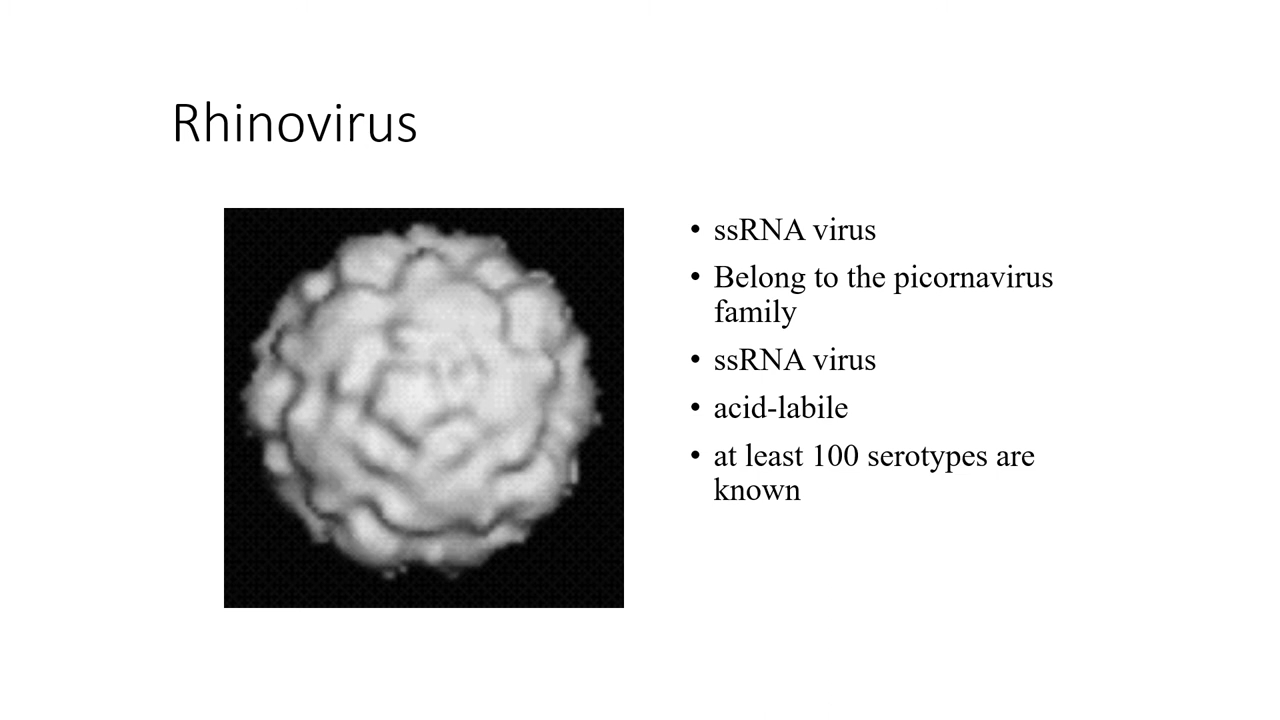 Rhinovirus
• ssRNA virus
• Belong to the picornavirus
family
• ssRNA virus
• acid-labile
• at least 100 serotypes are
known